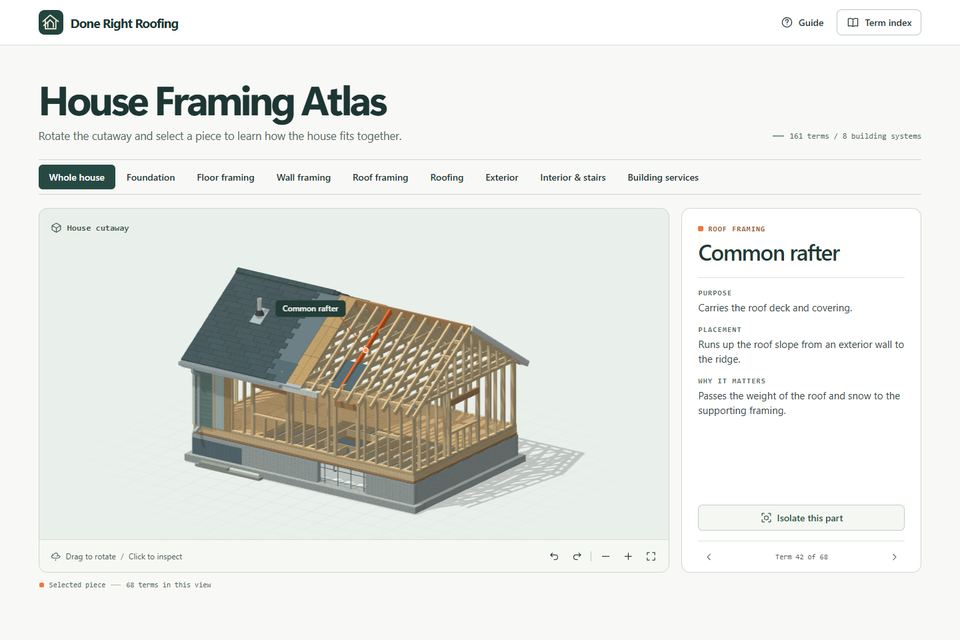 Done Right Roofing
Guide
Term index
House Framing Atlas
Rotate the cutaway and select a piece to learn how the house fits together.
161 terms / 8 building systems
Whole house
Foundation
Floor framing
Wall framing
Roof framing
Roofing
Exterior
Interior & stairs
Building services
House cutaway
Common rafter
Drag to rotate / Click to inspect
Selected piece — 68 terms in this view
ROOF FRAMING
Common rafter
PURPOSE
Carries the roof deck and covering.
PLACEMENT
Runs up the roof slope from an exterior wall to
the ridge.
WHY IT MATTERS
Passes the weight of the roof and snow to the
supporting framing.
Isolate this part
Term 42 of 68